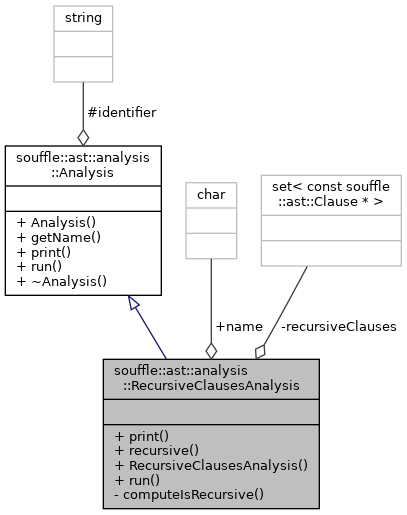 string
#identifier
souffle::ast::analysis
::Analysis
+ Analysis()
+ getName()
+ print()
+ run()
+ ~Analysis()
char
set< const souffle
::ast::Clause * >
+name
-recursiveClauses
souffle::ast::analysis
::RecursiveClausesAnalysis
+ print()
+ recursive()
+ RecursiveClausesAnalysis()
+ run()
- computeIsRecursive()